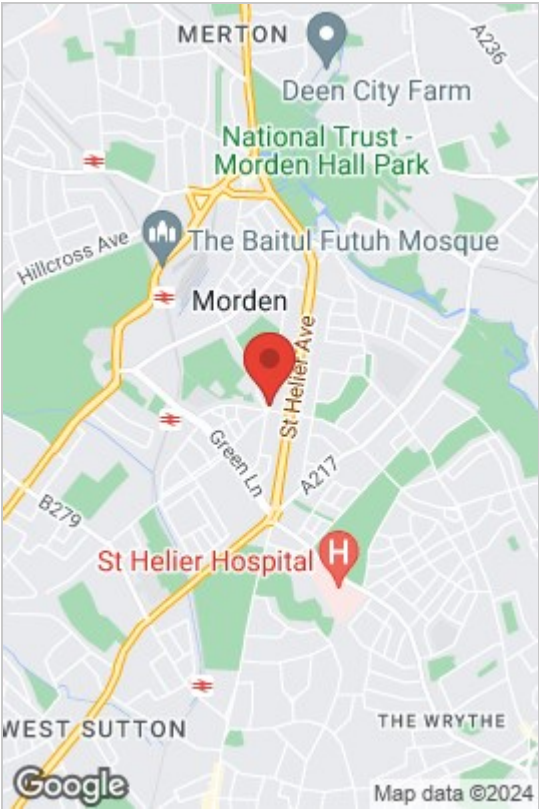 MERTON
A236
Deen City Farm
National Trust -
Morden Hall Park
Hillcross Ave
The Baitul Futuh Mosque
Morden
St Helier Ave
Green Ln
A217
B279
St Helier Hospital
H
WEST SUTTON
THE WRYTHE
Google
Map data ©2024